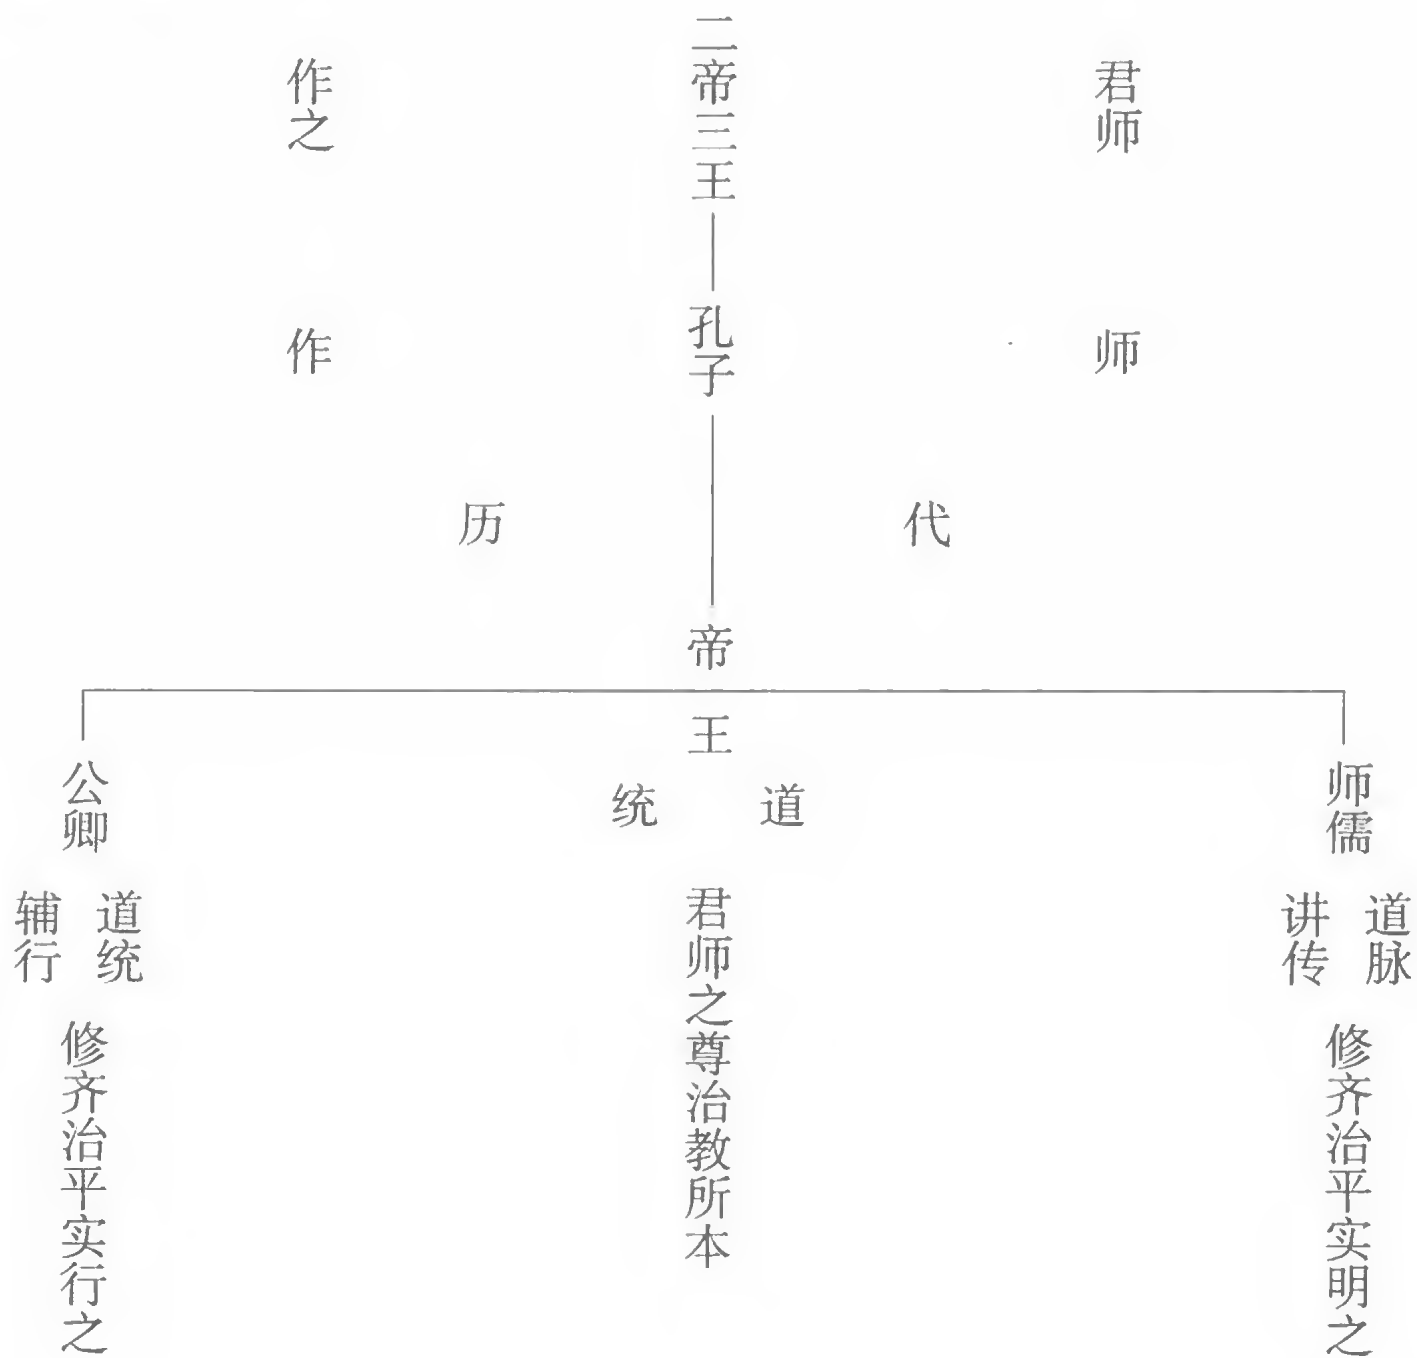 二帝三王
君师
作之
孔子
师
作
代
历
帝王
道
统
君师之尊治教所本
师儒
道脉
讲传
修齐治平实明之
公卿
道统
辅行
修齐治平实行之